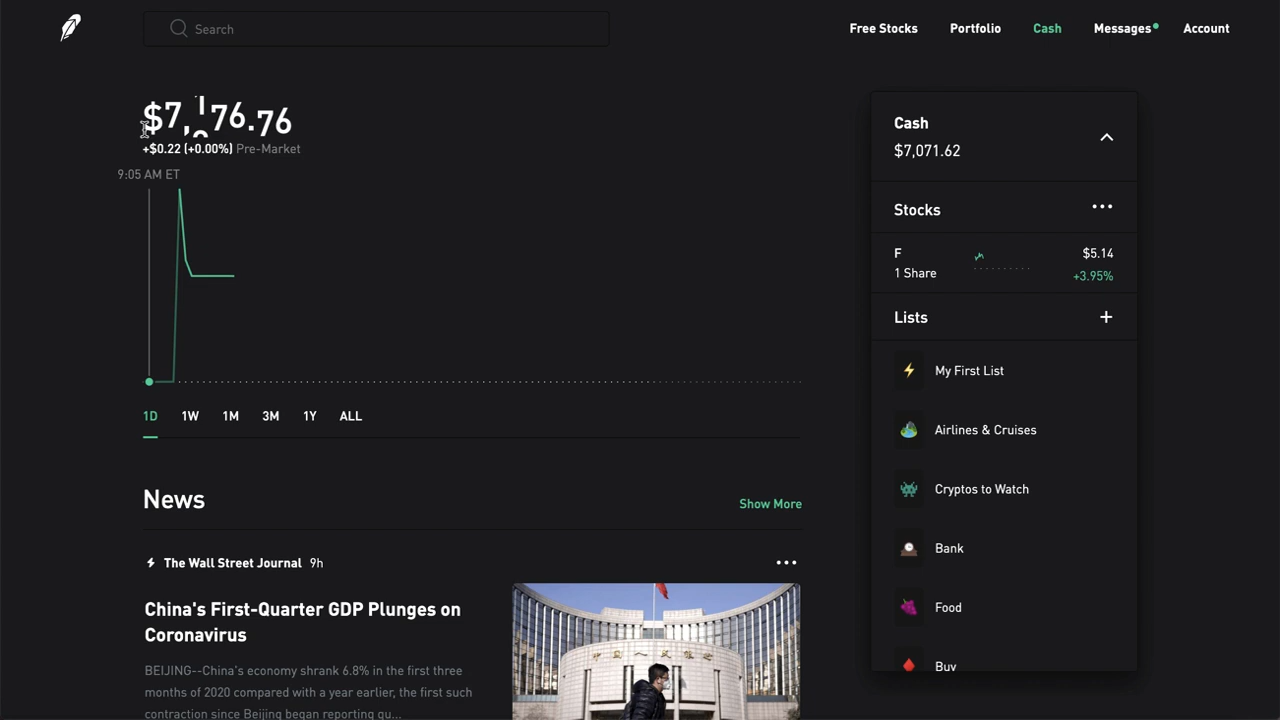 Search
Free Stocks
Portfolio
Cash
Messages
Account
+$0.22 (+0.00%) Pre-Market
9:05 AM ET
1D
1W
1M
3M
1Y
ALL
News
Show More
The Wall Street Journal 9h
China's First-Quarter GDP Plunges on
Coronavirus
BEIJING--China's economy shrank 6.8% in the first three
months of 2020 compared with a year earlier, the first such
contraction since Beijing began reporting qu...
Cash
$7,071.62
Stocks
F
$5.14
1 Share
+3.95%
Lists
+
My First List
Airlines & Cruises
Cryptos to Watch
Bank
Food
Buy